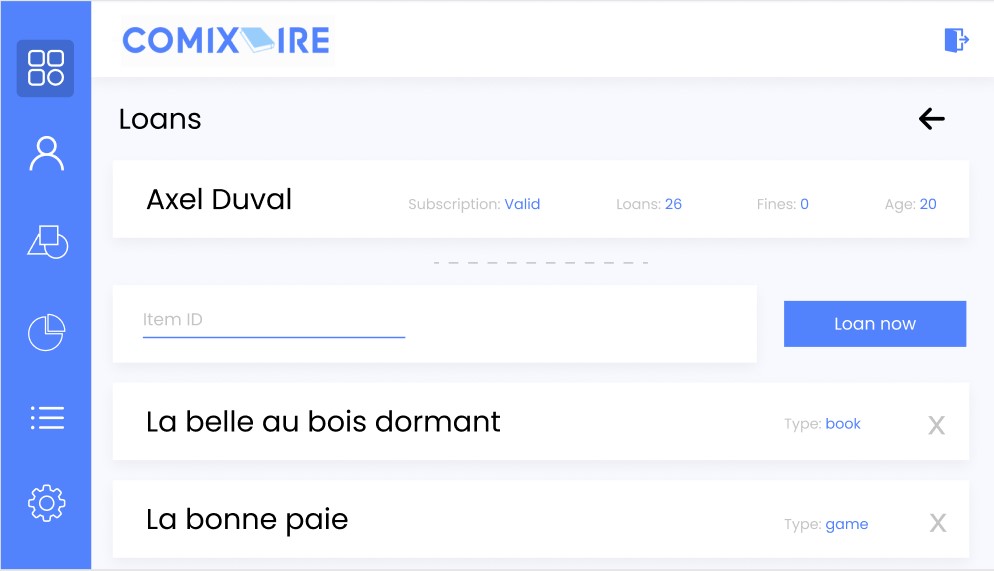 COMIX IRE
Loans
Axel Duval Subscription: Valid Loans: 26 Fines: 0 Age: 20
Item ID
Loan now
La belle au bois dormant Type: book X
La bonne paie Type: game X